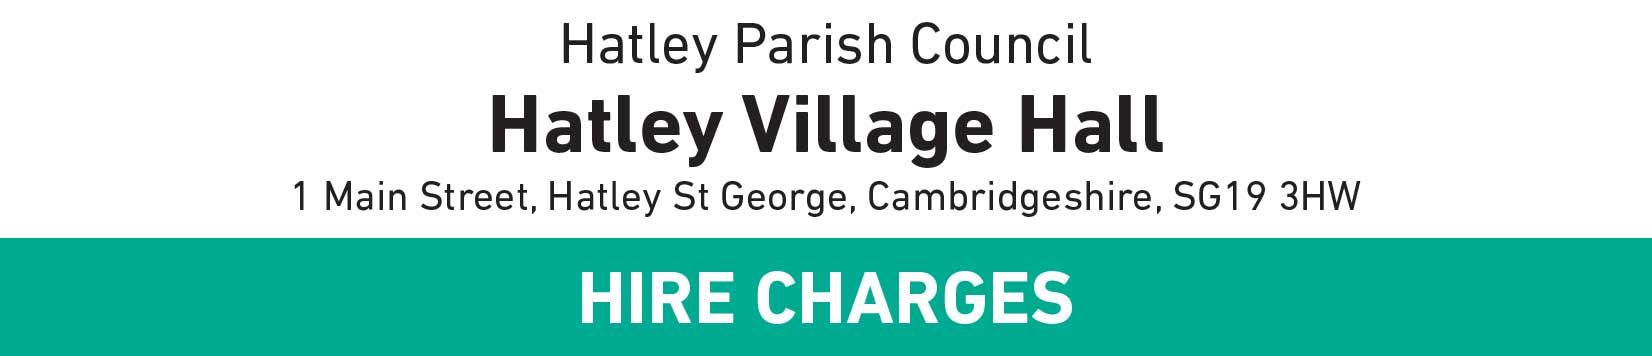 Hatley Parish Council
Hatley Village Hall
1 Main Street, Hatley St George, Cambridgeshire, SG19 3HW
HIRE CHARGES